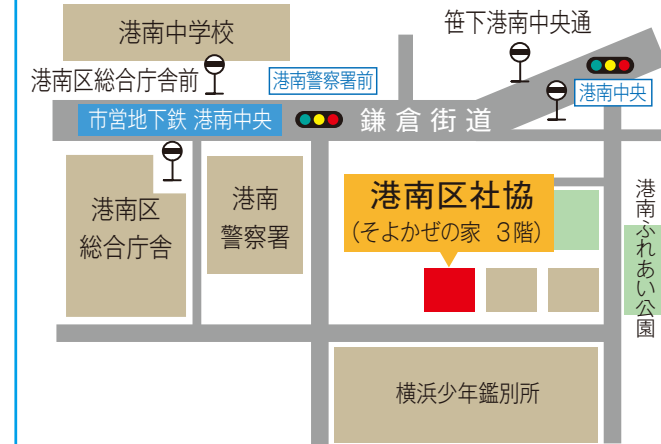 港南中学校
笹下港南中央通
港南区総合庁舎前
港南警察署前
港南中央
市営地下鉄 港南中央
鎌倉街道
港南区
総合庁舎
港南
警察署
港南区社協
(そよかぜの家 3階)
港南ふれあい公園
横浜少年鑑別所